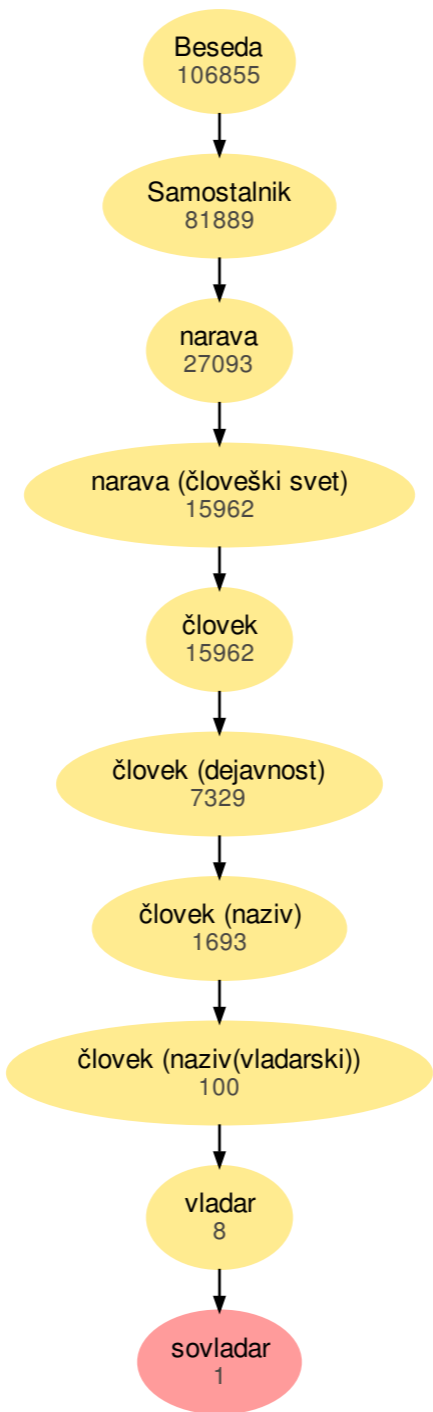 Beseda
106855
Samostalnik
81889
narava
27093
narava (človeški svet)
15962
človek
15962
človek (dejavnost)
7329
človek (naziv)
1693
človek (naziv(vladarski))
100
vladar
8
sovladar
1